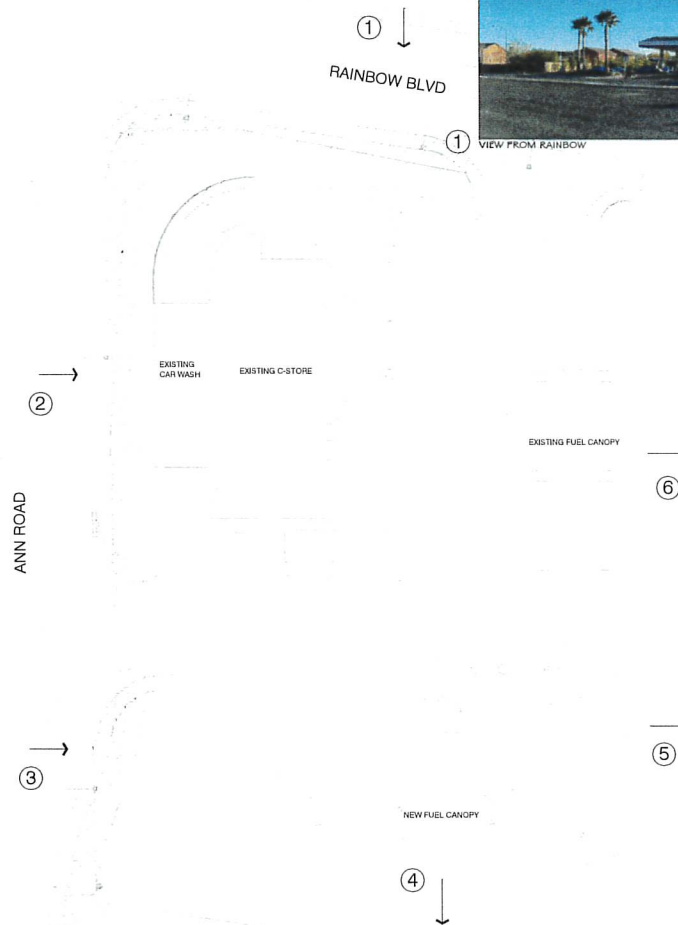 1
RAINBOW BLVD
1 VIEW FROM RAINBOW
EXISTING
CAR WASH
EXISTING C-STORE
2
EXISTING FUEL CANOPY
6
ANN ROAD
5
3
NEW FUEL CANOPY
4